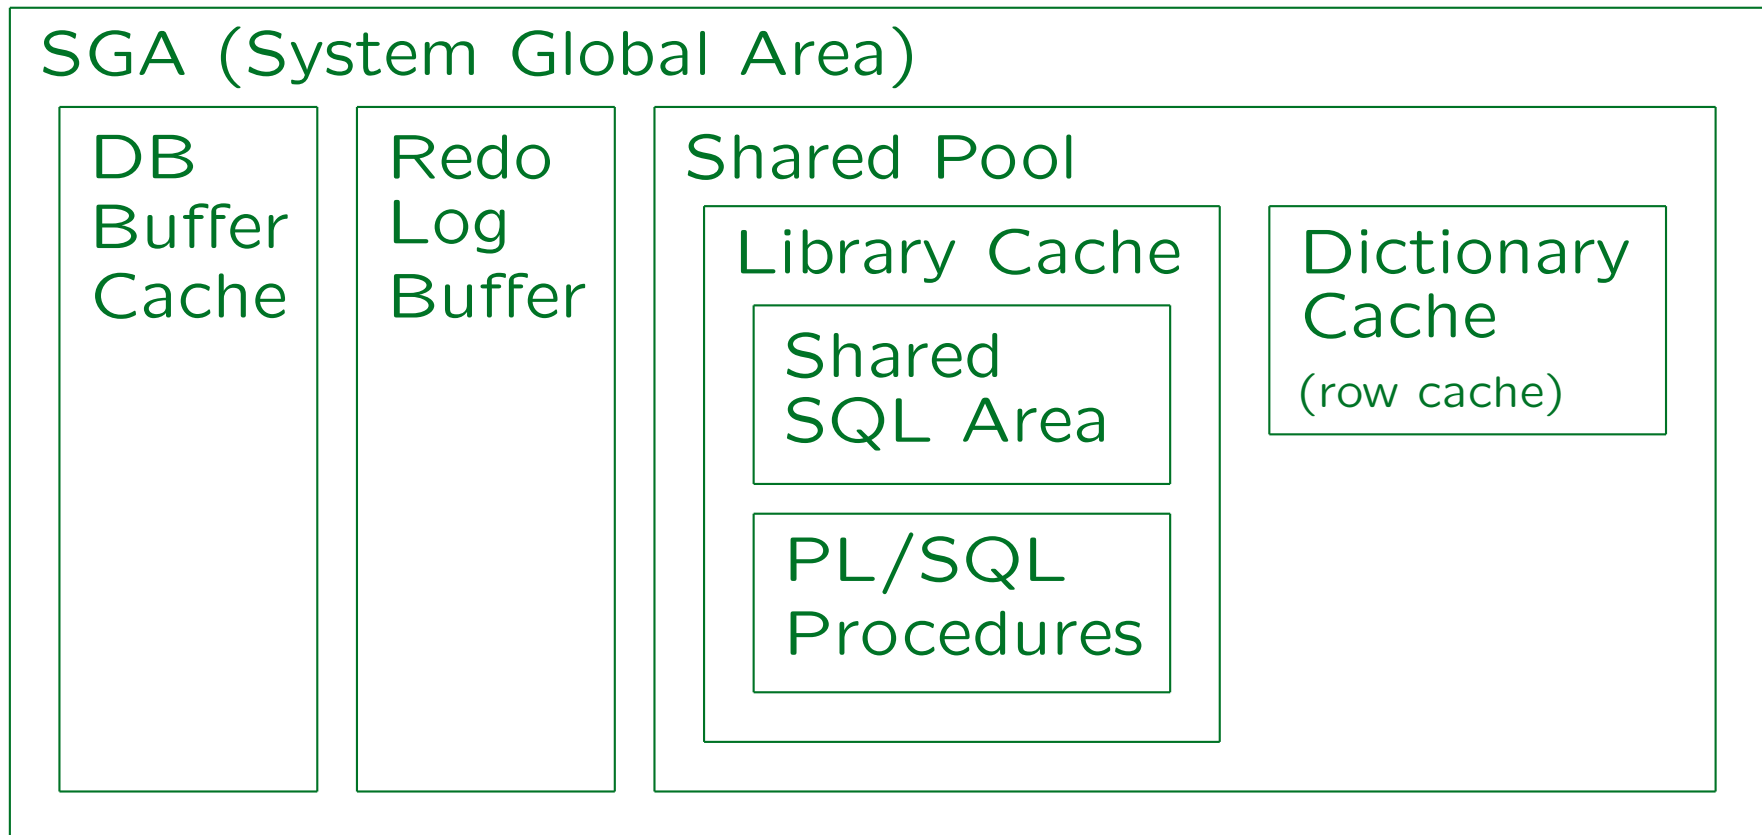 SGA (System Global Area)
DB
Buffer
Cache
Redo
Log
Buffer
Shared Pool
Library Cache
Shared
SQL Area
PL/SQL
Procedures
Dictionary
Cache
(row cache)